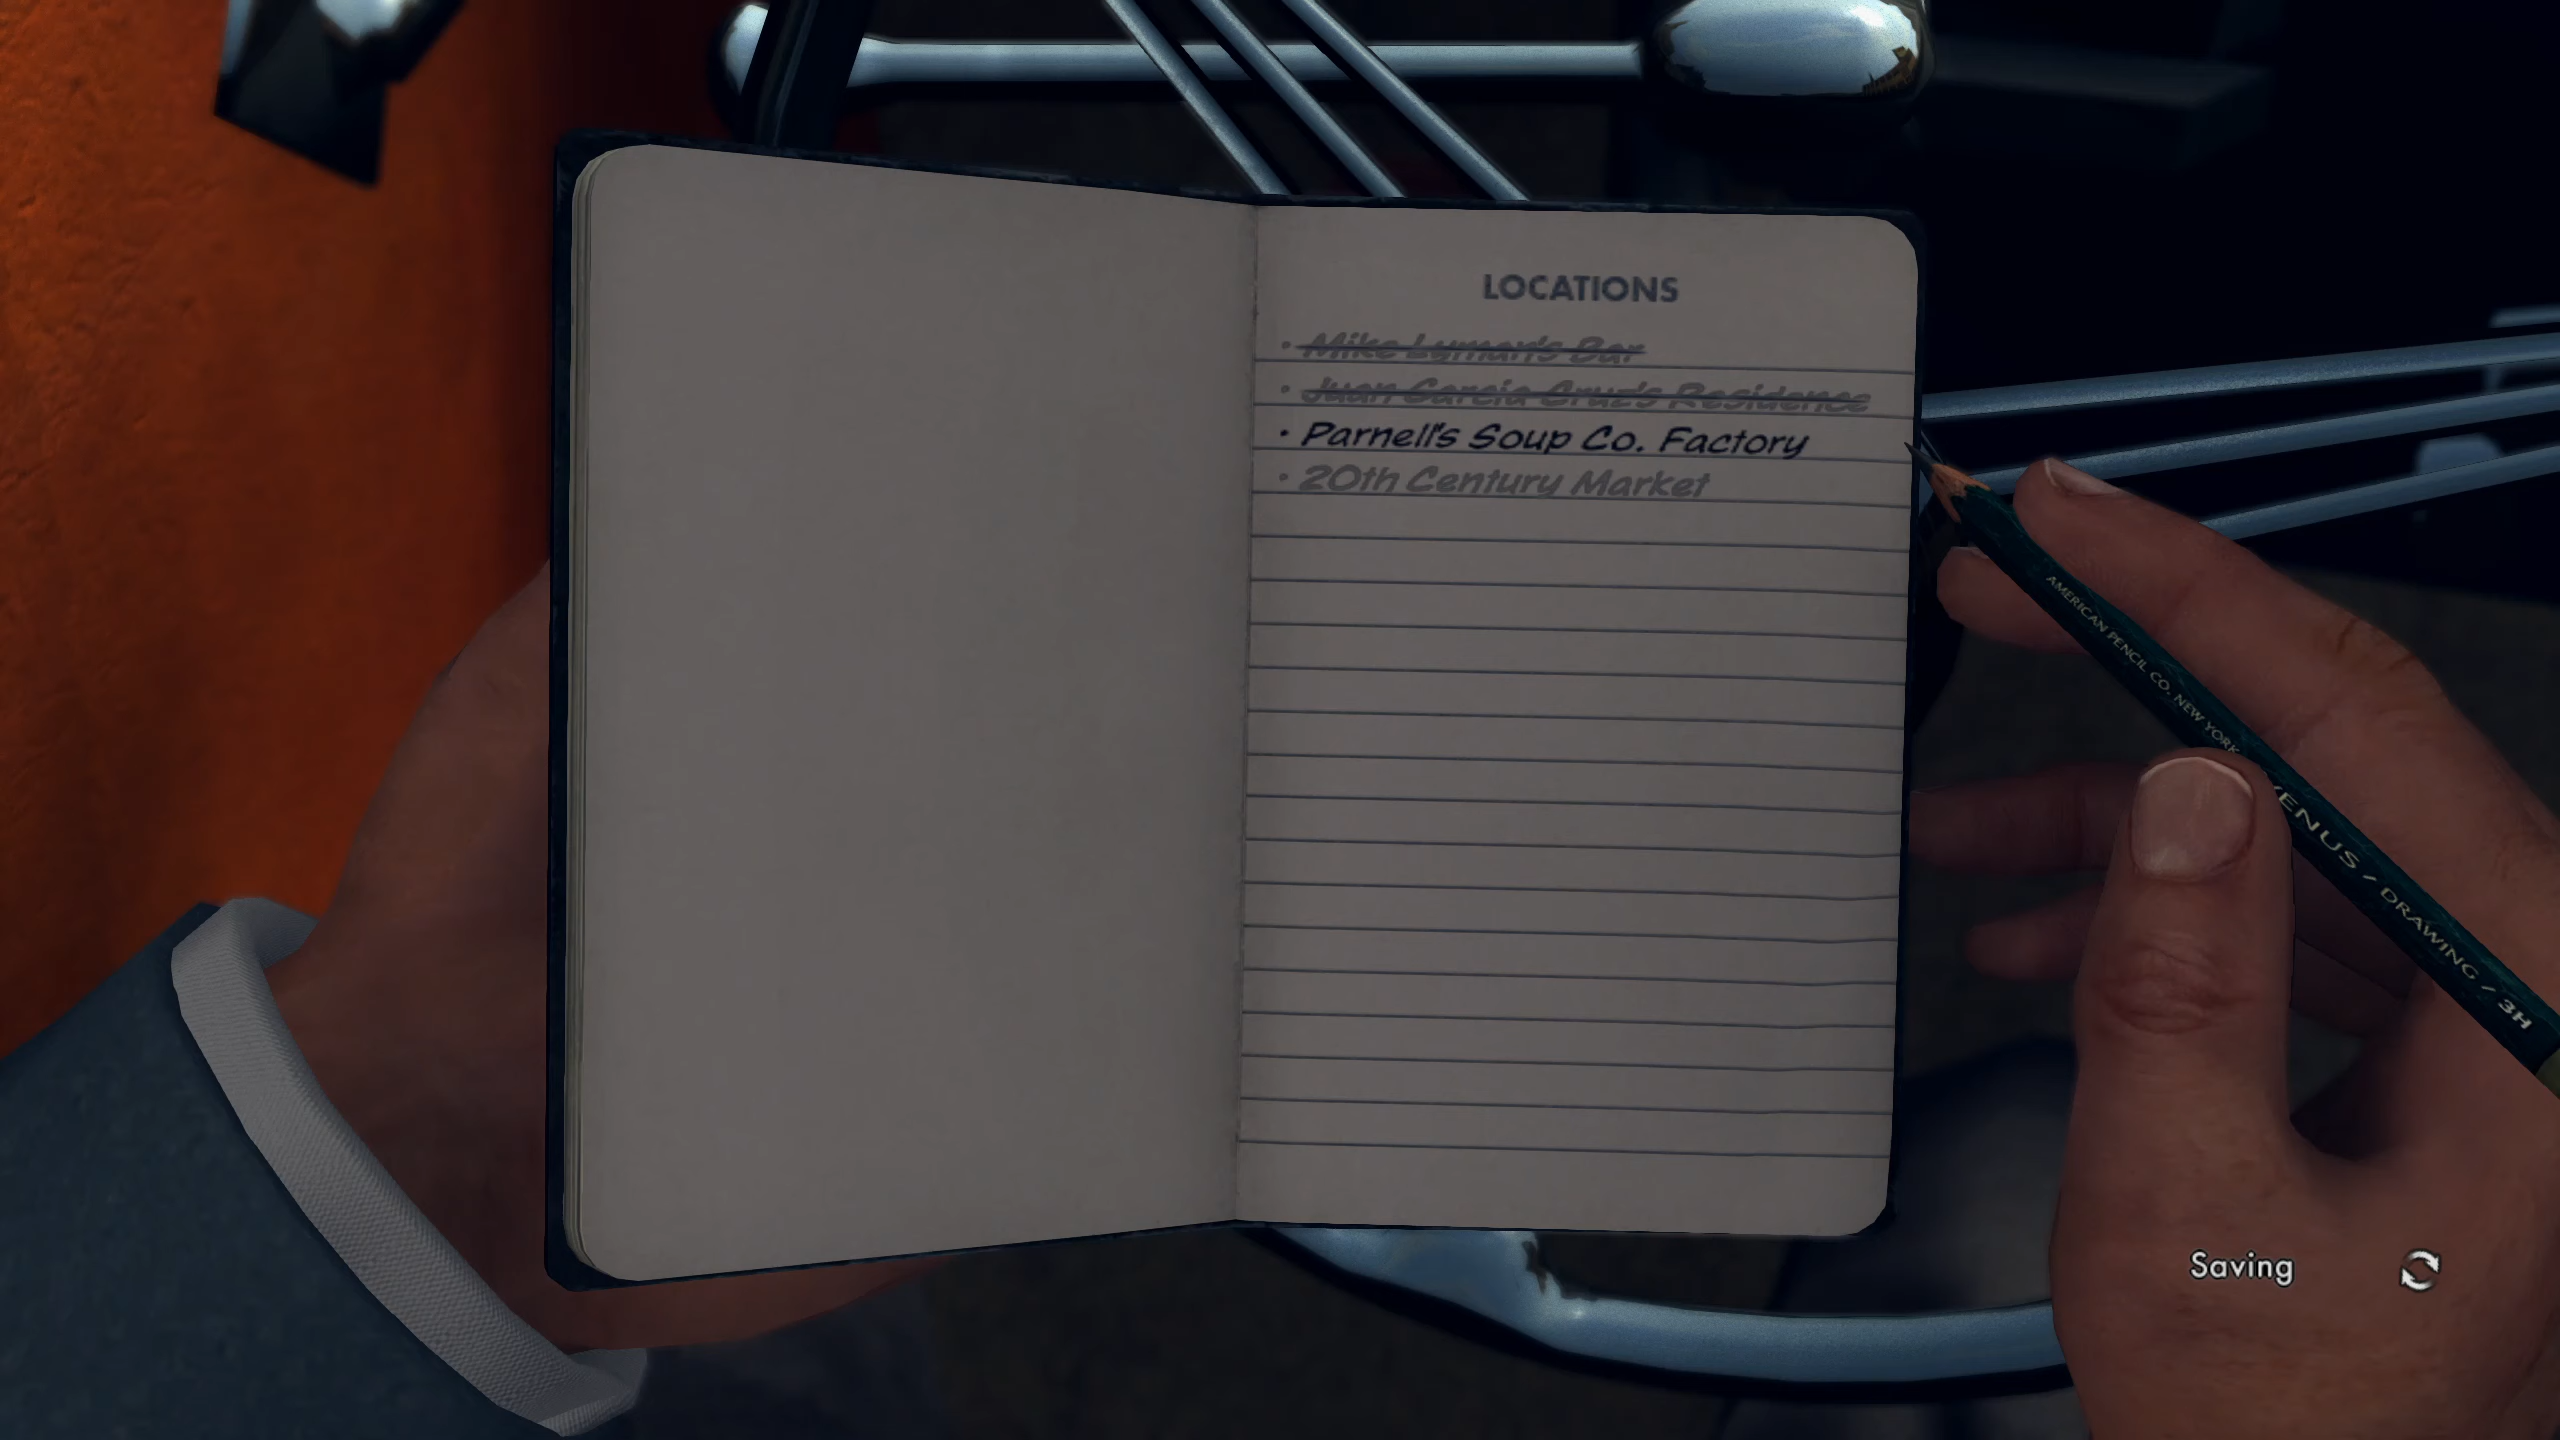 LOCATIONS
• Mike Lyman's Bar
• Juan Garcia Cruz's Residence
• Parnell's Soup Co. Factory
• 20th Century Market
AMERICAN PENCIL CO. NEW YORK
VENUS / DRAWING / 3H
Saving